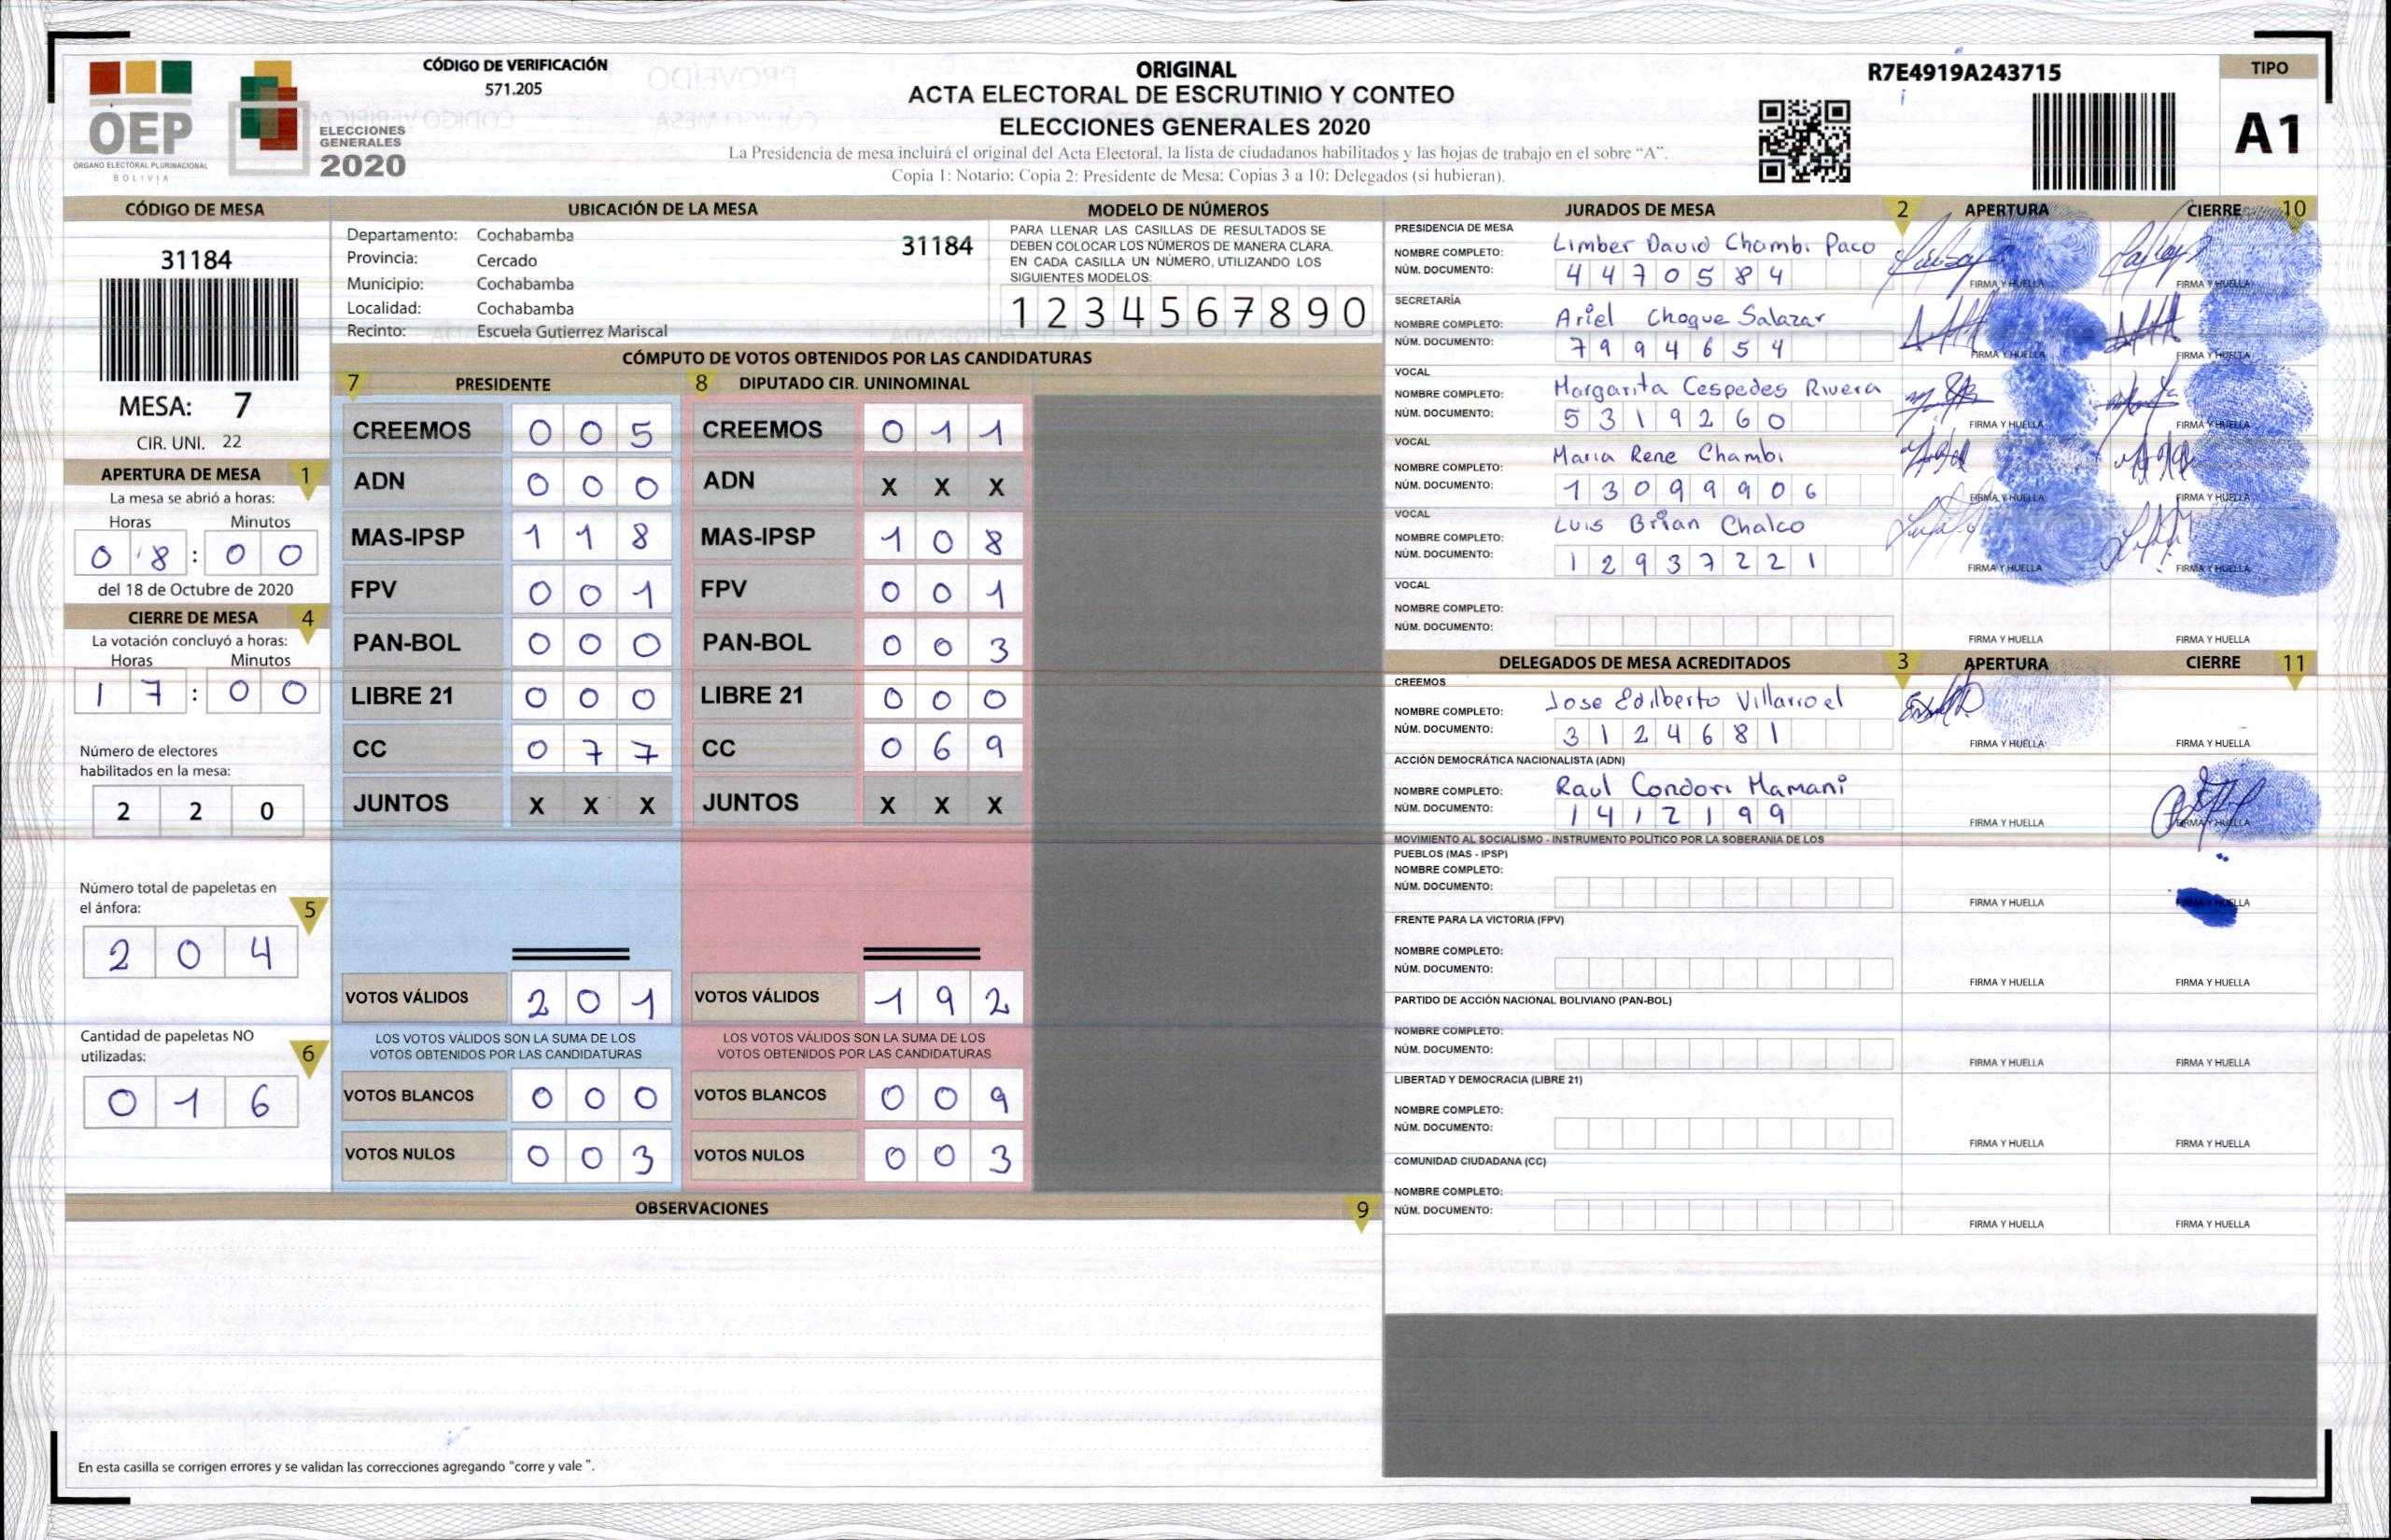 OEP
ÓRGANO ELECTORAL PLURINACIONAL
BOLIVIA
ELECCIONES
GENERALES
2020
CÓDIGO DE VERIFICACIÓN
571.205
ORIGINAL
ACTA ELECTORAL DE ESCRUTINIO Y CONTEO
ELECCIONES GENERALES 2020
La Presidencia de mesa incluirá el original del Acta Electoral, la lista de ciudadanos habilitados y las hojas de trabajo en el sobre "A".
Copia 1: Notario; Copia 2: Presidente de Mesa; Copias 3 a 10: Delegados (si hubieran).
R7E4919A243715
TIPO
A1
CÓDIGO DE MESA
31184
MESA: 7
CIR. UNI. 22
APERTURA DE MESA 1
La mesa se abrió a horas:
Horas Minutos
0 8 : 0 0
del 18 de Octubre de 2020
CIERRE DE MESA 4
La votación concluyó a horas:
Horas Minutos
1 7 : 0 0
Número de electores
habilitados en la mesa:
2 2 0
Número total de papeletas en
el ánfora: 5
2 0 4
Cantidad de papeletas NO
utilizadas: 6
0 1 6
UBICACIÓN DE LA MESA
Departamento: Cochabamba
Provincia: Cercado
Municipio: Cochabamba
Localidad: Cochabamba
Recinto: Escuela Gutierrez Mariscal
31184
MODELO DE NÚMEROS
PARA LLENAR LAS CASILLAS DE RESULTADOS SE
DEBEN COLOCAR LOS NÚMEROS DE MANERA CLARA.
EN CADA CASILLA UN NÚMERO, UTILIZANDO LOS
SIGUIENTES MODELOS:
1 2 3 4 5 6 7 8 9 0
CÓMPUTO DE VOTOS OBTENIDOS POR LAS CANDIDATURAS
7 PRESIDENTE
CREEMOS 0 0 5
ADN 0 0 0
MAS-IPSP 1 1 8
FPV 0 0 1
PAN-BOL 0 0 0
LIBRE 21 0 0 0
CC 0 7 7
JUNTOS X X X
VOTOS VÁLIDOS 2 0 1
LOS VOTOS VÁLIDOS SON LA SUMA DE LOS
VOTOS OBTENIDOS POR LAS CANDIDATURAS
VOTOS BLANCOS 0 0 0
VOTOS NULOS 0 0 3
8 DIPUTADO CIR. UNINOMINAL
CREEMOS 0 1 1
ADN X X X
MAS-IPSP 1 0 8
FPV 0 0 1
PAN-BOL 0 0 3
LIBRE 21 0 0 0
CC 0 6 9
JUNTOS X X X
VOTOS VÁLIDOS 1 9 2
LOS VOTOS VÁLIDOS SON LA SUMA DE LOS
VOTOS OBTENIDOS POR LAS CANDIDATURAS
VOTOS BLANCOS 0 0 9
VOTOS NULOS 0 0 3
OBSERVACIONES 9
En esta casilla se corrigen errores y se validan las correcciones agregando "corre y vale ".
JURADOS DE MESA 2 APERTURA CIERRE 10
PRESIDENCIA DE MESA
NOMBRE COMPLETO: Limber David Chambi Paco
NÚM. DOCUMENTO: 4 4 7 0 5 8 4
FIRMA Y HUELLA FIRMA Y HUELLA
SECRETARÍA
NOMBRE COMPLETO: Ariel Choque Salazar
NÚM. DOCUMENTO: 7 9 9 4 6 5 4
FIRMA Y HUELLA FIRMA Y HUELLA
VOCAL
NOMBRE COMPLETO: Margarita Cespedes Rivera
NÚM. DOCUMENTO: 5 3 1 9 2 6 0
FIRMA Y HUELLA FIRMA Y HUELLA
VOCAL
NOMBRE COMPLETO: Maria Rene Chambi
NÚM. DOCUMENTO: 1 3 0 9 9 9 0 6
FIRMA Y HUELLA FIRMA Y HUELLA
VOCAL
NOMBRE COMPLETO: Luis Brian Chalco
NÚM. DOCUMENTO: 1 2 9 3 7 2 2 1
FIRMA Y HUELLA FIRMA Y HUELLA
VOCAL
NOMBRE COMPLETO:
NÚM. DOCUMENTO:
FIRMA Y HUELLA FIRMA Y HUELLA
DELEGADOS DE MESA ACREDITADOS 3 APERTURA CIERRE 11
CREEMOS
NOMBRE COMPLETO: Jose Edilberto Villarroel
NÚM. DOCUMENTO: 3 1 2 4 6 8 1
FIRMA Y HUELLA FIRMA Y HUELLA
ACCIÓN DEMOCRÁTICA NACIONALISTA (ADN)
NOMBRE COMPLETO: Raul Condori Mamani
NÚM. DOCUMENTO: 1 4 1 2 1 9 9
FIRMA Y HUELLA FIRMA Y HUELLA
MOVIMIENTO AL SOCIALISMO - INSTRUMENTO POLÍTICO POR LA SOBERANIA DE LOS
PUEBLOS (MAS - IPSP)
NOMBRE COMPLETO:
NÚM. DOCUMENTO:
FIRMA Y HUELLA FIRMA Y HUELLA
FRENTE PARA LA VICTORIA (FPV)
NOMBRE COMPLETO:
NÚM. DOCUMENTO:
FIRMA Y HUELLA FIRMA Y HUELLA
PARTIDO DE ACCIÓN NACIONAL BOLIVIANO (PAN-BOL)
NOMBRE COMPLETO:
NÚM. DOCUMENTO:
FIRMA Y HUELLA FIRMA Y HUELLA
LIBERTAD Y DEMOCRACIA (LIBRE 21)
NOMBRE COMPLETO:
NÚM. DOCUMENTO:
FIRMA Y HUELLA FIRMA Y HUELLA
COMUNIDAD CIUDADANA (CC)
NOMBRE COMPLETO:
NÚM. DOCUMENTO:
FIRMA Y HUELLA FIRMA Y HUELLA